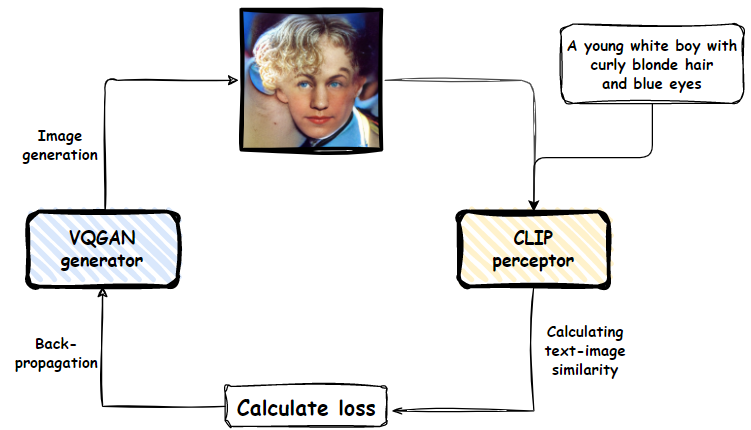 A young white boy with
curly blonde hair
and blue eyes
Image
generation
VQGAN
generator
CLIP
perceptor
Back-
propagation
Calculating
text-image
similarity
Calculate loss